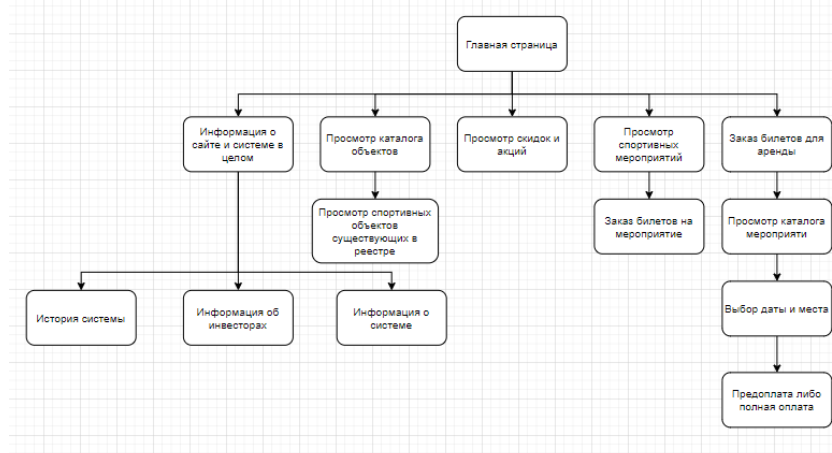 Главная страница
Информация о
сайте и системе в
целом
Просмотр каталога
объектов
Просмотр скидок и
акций
Просмотр
спортивных
мероприятий
Заказ билетов для
аренды
Просмотр спортивных
объектов
существующих в
реестре
Заказ билетов на
мероприятие
Просмотр каталога
мероприяти
История системы
Информация об
инвесторах
Информация о
системе
Выбор даты и места
Предоплата либо
полная оплата